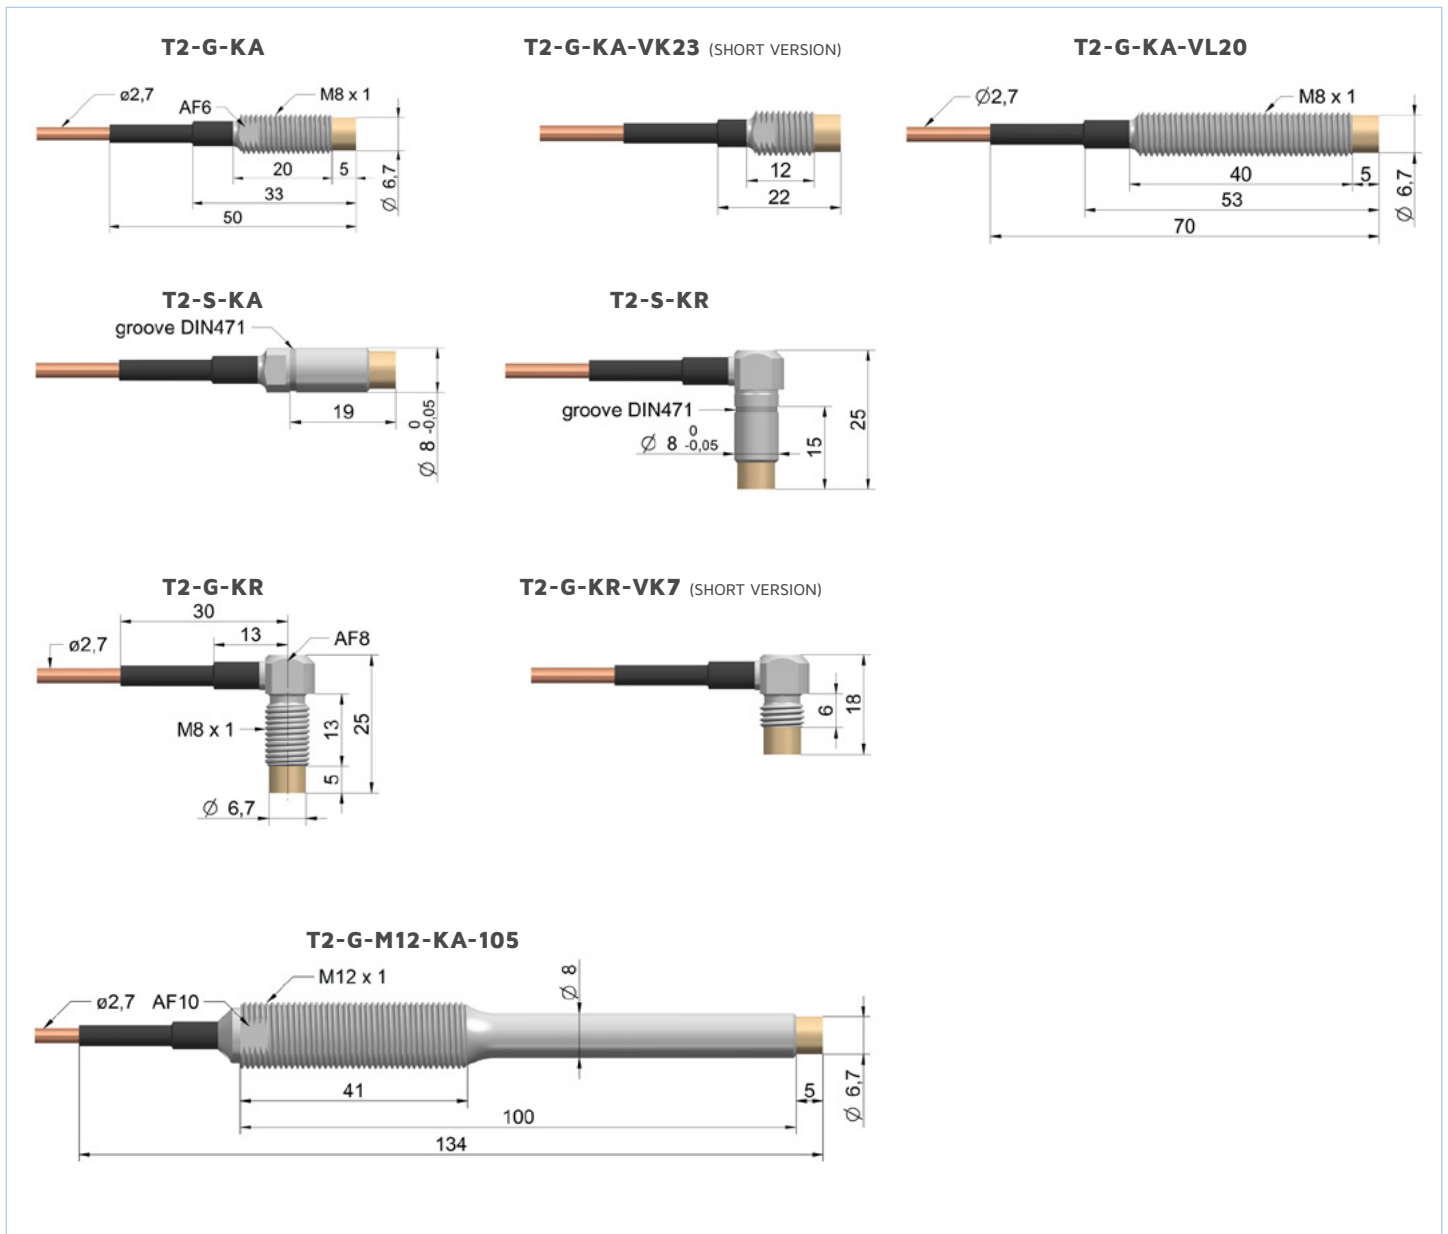 T2-G-KA
ø2,7
AF6
M8 x 1
20
5
33
50
Ø 6,7
T2-G-KA-VK23 (SHORT VERSION)
12
22
T2-G-KA-VL20
Ø2,7
M8 x 1
40
5
53
70
Ø 6,7
T2-S-KA
groove DIN471
19
Ø 8 0 -0,05
T2-S-KR
groove DIN471
Ø 8 0 -0,05
15
25
T2-G-KR
30
13
ø2,7
AF8
M8 x 1
13
25
5
Ø 6,7
T2-G-KR-VK7 (SHORT VERSION)
6
18
T2-G-M12-KA-105
M12 x 1
ø2,7
AF10
Ø 8
41
5
100
134
Ø 6,7